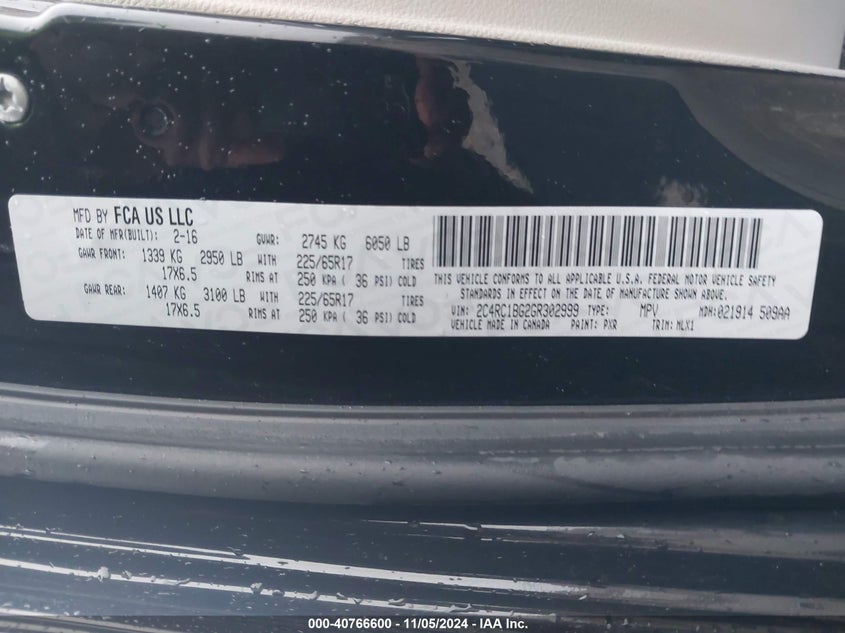 MFD BY FCA US LLC
DATE OF MFR(BUILT): 2-16 GVWR: 2745 KG 6050 LB
GAWR FRONT: 1339 KG 2950 LB WITH 225/65R17 TIRES
17X6.5 RIMS AT 250 KPA ( 36 PSI) COLD
GAWR REAR: 1407 KG 3100 LB WITH 225/65R17 TIRES
17X6.5 RIMS AT 250 KPA ( 36 PSI) COLD
THIS VEHICLE CONFORMS TO ALL APPLICABLE U.S.A. FEDERAL MOTOR VEHICLE SAFETY
STANDARDS IN EFFECT ON THE DATE OF MANUFACTURE SHOWN ABOVE.
VIN: 2C4RC1BG2GR302999 TYPE: MPV MDH:021914 509AA
VEHICLE MADE IN CANADA PAINT: PXR TRIM: MLX1
000-40766600 - 11/05/2024 - IAA Inc.